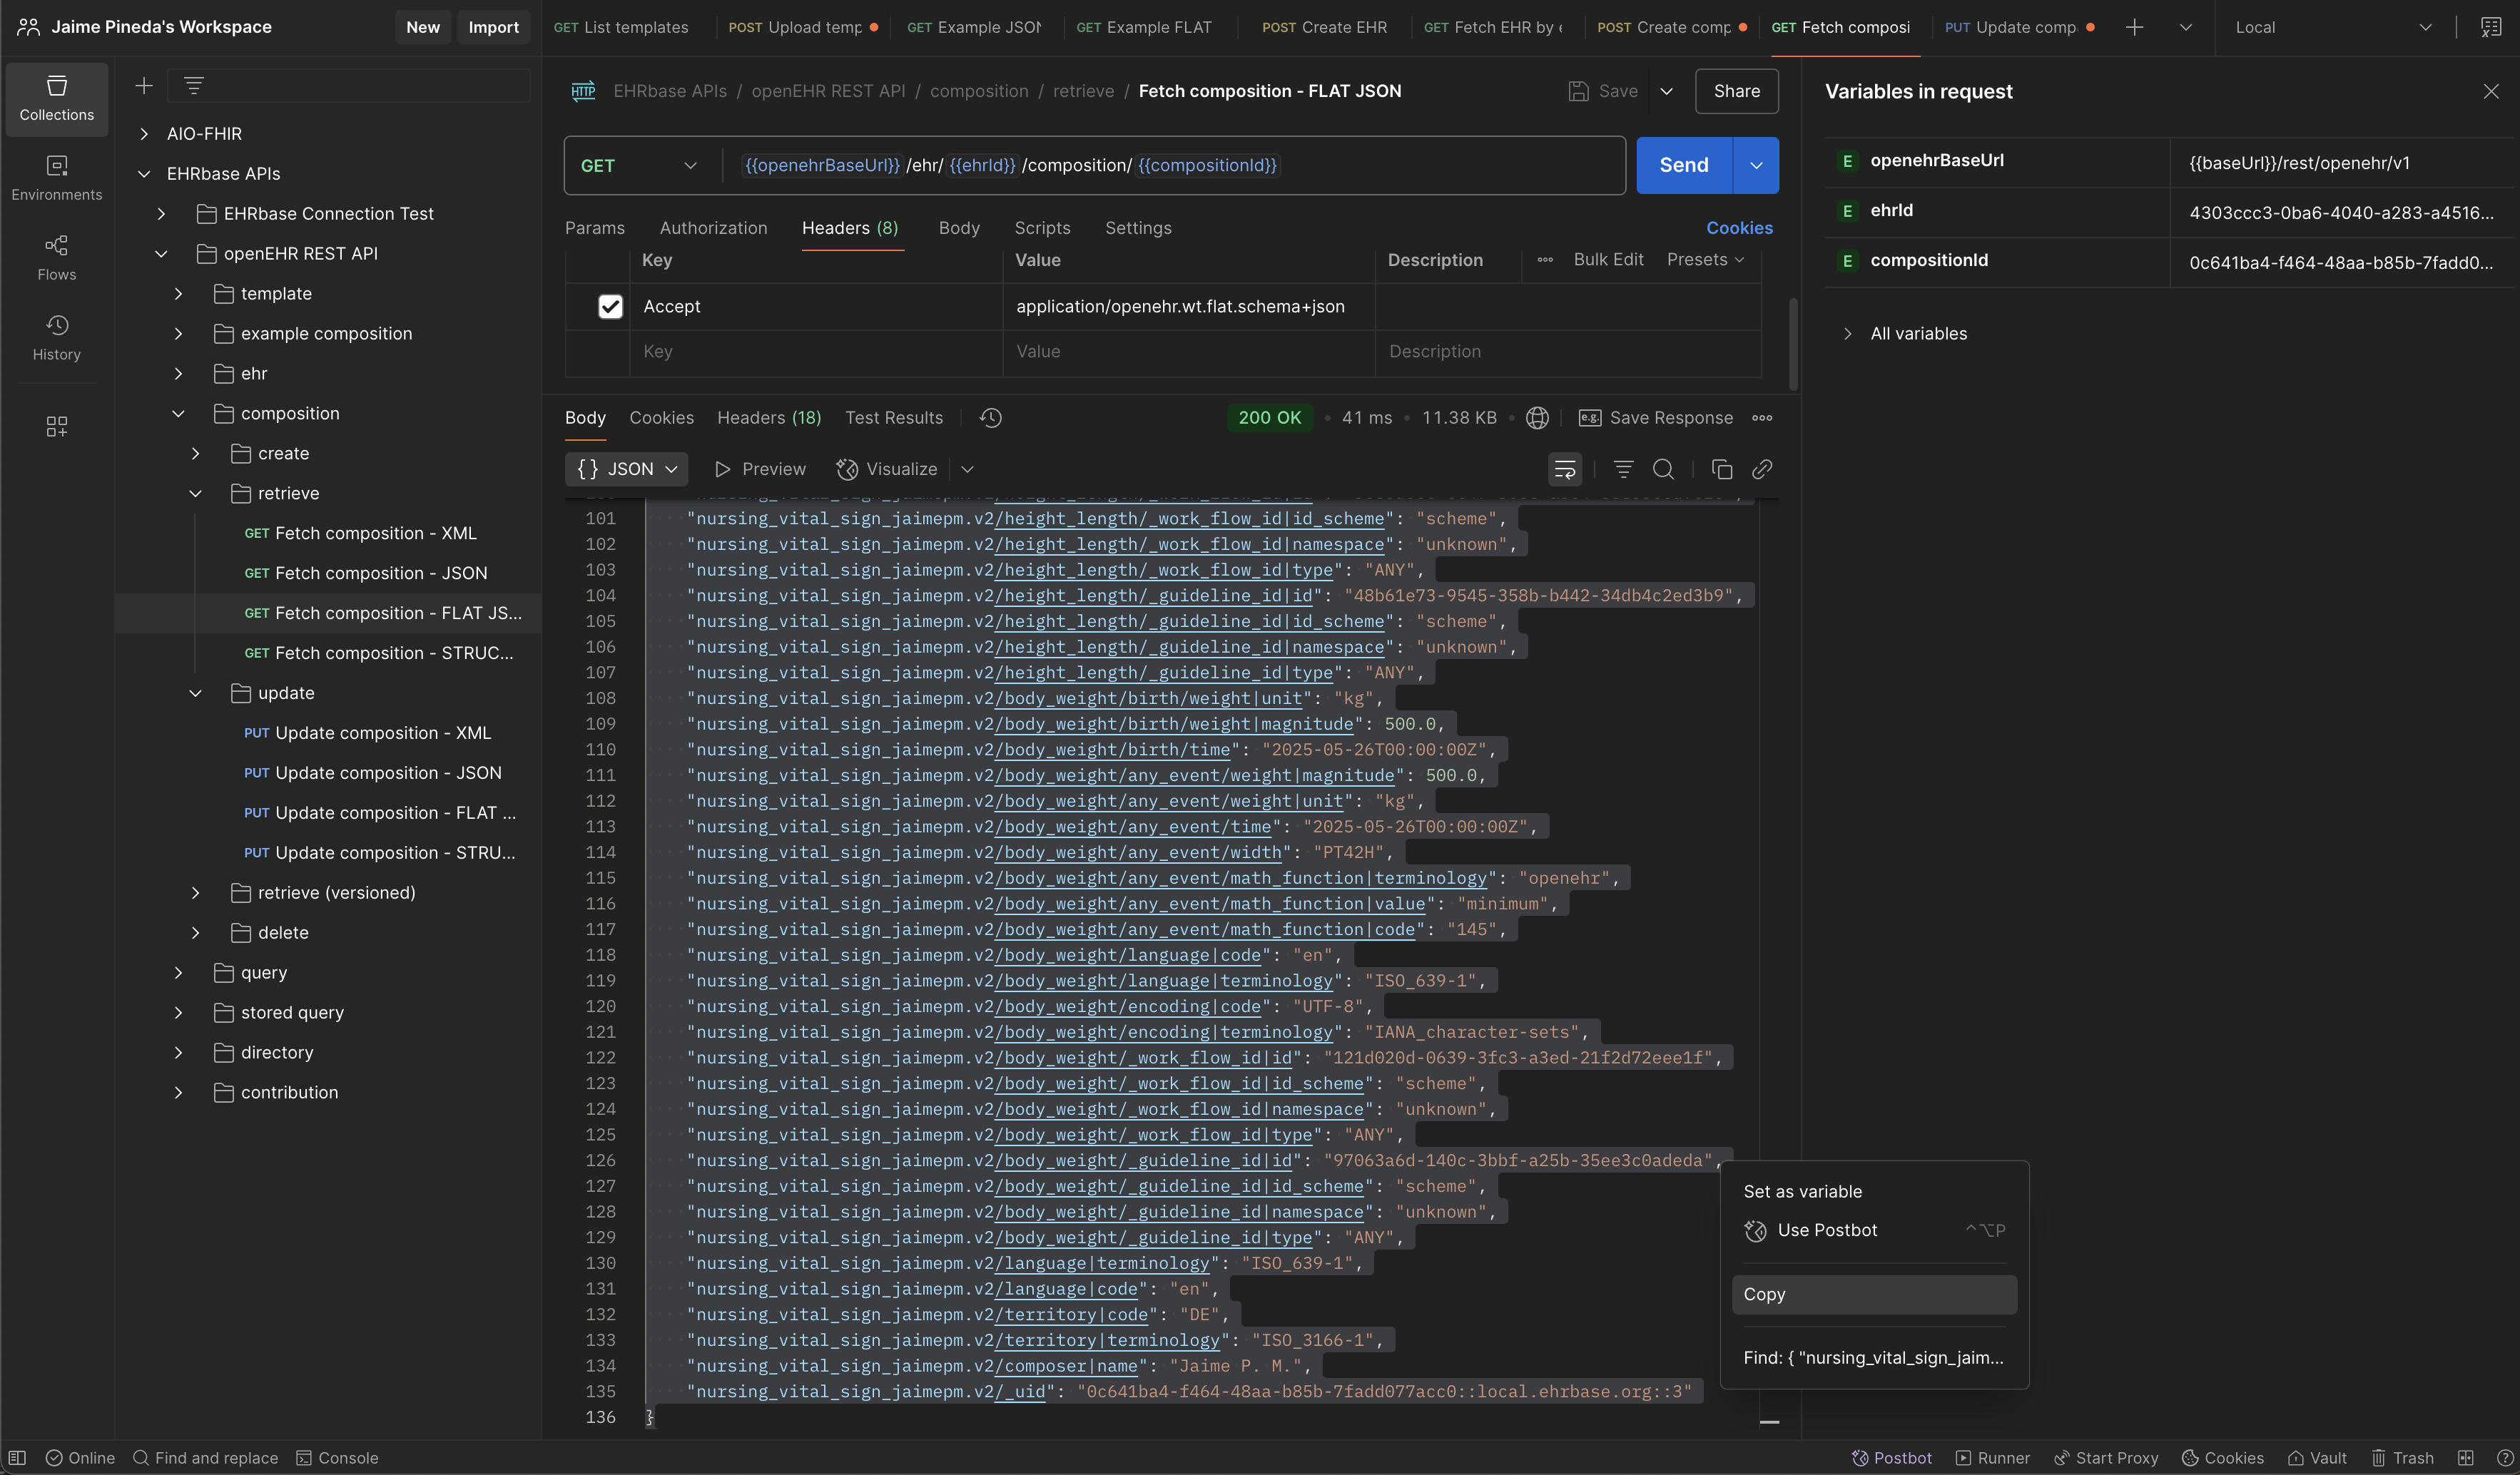 Jaime Pineda's Workspace
New
Import
GET List templates
POST Upload temp
GET Example JSON
GET Example FLAT
POST Create EHR
GET Fetch EHR by
POST Create comp
GET Fetch composi
PUT Update comp
Local
Collections
Environments
Flows
History
AIO-FHIR
EHRbase APIs
EHRbase Connection Test
openEHR REST API
template
example composition
ehr
composition
create
retrieve
GET Fetch composition - XML
GET Fetch composition - JSON
GET Fetch composition - FLAT JS...
GET Fetch composition - STRUC...
update
PUT Update composition - XML
PUT Update composition - JSON
PUT Update composition - FLAT ...
PUT Update composition - STRU...
retrieve (versioned)
delete
query
stored query
directory
contribution
HTTP EHRbase APIs / openEHR REST API / composition / retrieve / Fetch composition - FLAT JSON
Save
Share
GET
{{openehrBaseUrl}} /ehr/ {{ehrId}} /composition/ {{compositionId}}
Send
Params Authorization Headers (8) Body Scripts Settings
Cookies
Key Value Description Bulk Edit Presets
Accept application/openehr.wt.flat.schema+json
Key Value Description
Body Cookies Headers (18) Test Results
200 OK • 41 ms • 11.38 KB
e.g. Save Response
{} JSON Preview Visualize
101 "nursing_vital_sign_jaimepm.v2/height_length/_work_flow_id|id_scheme": "scheme",
102 "nursing_vital_sign_jaimepm.v2/height_length/_work_flow_id|namespace": "unknown",
103 "nursing_vital_sign_jaimepm.v2/height_length/_work_flow_id|type": "ANY",
104 "nursing_vital_sign_jaimepm.v2/height_length/_guideline_id|id": "48b61e73-9545-358b-b442-34db4c2ed3b9",
105 "nursing_vital_sign_jaimepm.v2/height_length/_guideline_id|id_scheme": "scheme",
106 "nursing_vital_sign_jaimepm.v2/height_length/_guideline_id|namespace": "unknown",
107 "nursing_vital_sign_jaimepm.v2/height_length/_guideline_id|type": "ANY",
108 "nursing_vital_sign_jaimepm.v2/body_weight/birth/weight|unit": "kg",
109 "nursing_vital_sign_jaimepm.v2/body_weight/birth/weight|magnitude": 500.0,
110 "nursing_vital_sign_jaimepm.v2/body_weight/birth/time": "2025-05-26T00:00:00Z",
111 "nursing_vital_sign_jaimepm.v2/body_weight/any_event/weight|magnitude": 500.0,
112 "nursing_vital_sign_jaimepm.v2/body_weight/any_event/weight|unit": "kg",
113 "nursing_vital_sign_jaimepm.v2/body_weight/any_event/time": "2025-05-26T00:00:00Z",
114 "nursing_vital_sign_jaimepm.v2/body_weight/any_event/width": "PT42H",
115 "nursing_vital_sign_jaimepm.v2/body_weight/any_event/math_function|terminology": "openehr",
116 "nursing_vital_sign_jaimepm.v2/body_weight/any_event/math_function|value": "minimum",
117 "nursing_vital_sign_jaimepm.v2/body_weight/any_event/math_function|code": "145",
118 "nursing_vital_sign_jaimepm.v2/body_weight/language|code": "en",
119 "nursing_vital_sign_jaimepm.v2/body_weight/language|terminology": "ISO_639-1",
120 "nursing_vital_sign_jaimepm.v2/body_weight/encoding|code": "UTF-8",
121 "nursing_vital_sign_jaimepm.v2/body_weight/encoding|terminology": "IANA_character-sets",
122 "nursing_vital_sign_jaimepm.v2/body_weight/_work_flow_id|id": "121d020d-0639-3fc3-a3ed-21f2d72eee1f",
123 "nursing_vital_sign_jaimepm.v2/body_weight/_work_flow_id|id_scheme": "scheme",
124 "nursing_vital_sign_jaimepm.v2/body_weight/_work_flow_id|namespace": "unknown",
125 "nursing_vital_sign_jaimepm.v2/body_weight/_work_flow_id|type": "ANY",
126 "nursing_vital_sign_jaimepm.v2/body_weight/_guideline_id|id": "97063a6d-140c-3bbf-a25b-35ee3c0adeda",
127 "nursing_vital_sign_jaimepm.v2/body_weight/_guideline_id|id_scheme": "scheme",
128 "nursing_vital_sign_jaimepm.v2/body_weight/_guideline_id|namespace": "unknown",
129 "nursing_vital_sign_jaimepm.v2/body_weight/_guideline_id|type": "ANY",
130 "nursing_vital_sign_jaimepm.v2/language|terminology": "ISO_639-1",
131 "nursing_vital_sign_jaimepm.v2/language|code": "en",
132 "nursing_vital_sign_jaimepm.v2/territory|code": "DE",
133 "nursing_vital_sign_jaimepm.v2/territory|terminology": "ISO_3166-1",
134 "nursing_vital_sign_jaimepm.v2/composer|name": "Jaime P. M.",
135 "nursing_vital_sign_jaimepm.v2/_uid": "0c641ba4-f464-48aa-b85b-7fadd077acc0::local.ehrbase.org::3"
136 }
Set as variable
Use Postbot ^⌥P
Copy
Find: { "nursing_vital_sign_jaim...
Variables in request
E openehrBaseUrl {{baseUrl}}/rest/openehr/v1
E ehrId 4303ccc3-0ba6-4040-a283-a4516...
E compositionId 0c641ba4-f464-48aa-b85b-7fadd0...
All variables
Online Find and replace Console
Postbot Runner Start Proxy Cookies Vault Trash